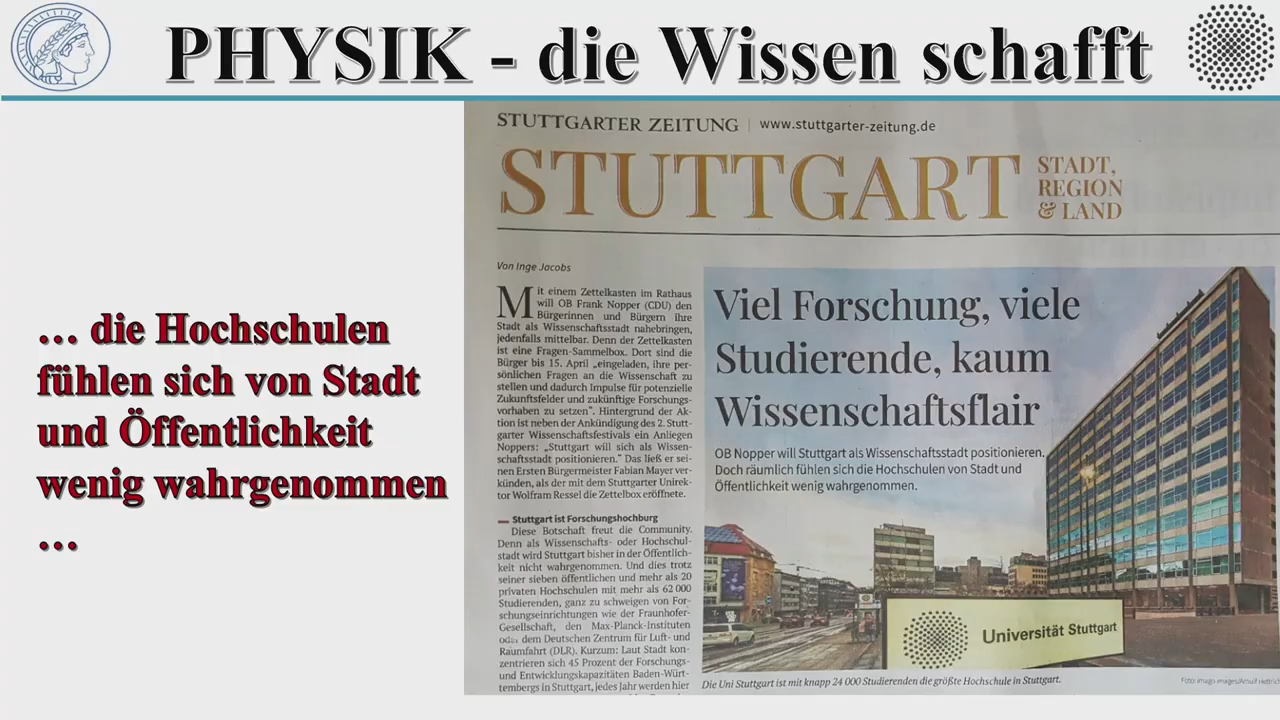 PHYSIK - die Wissen schafft
… die Hochschulen
fühlen sich von Stadt
und Öffentlichkeit
wenig wahrgenommen
…
STUTTGARTER ZEITUNG | www.stuttgarter-zeitung.de
STUTTGART
STADT,
REGION
& LAND
Von Inge Jacobs
Mit einem Zettelkasten im Rathaus
will OB Frank Nopper (CDU) den
Bürgerinnen und Bürgern ihre
Stadt als Wissenschaftsstadt nahebringen,
jedenfalls mittelbar. Denn der Zettelkasten
ist eine Fragen-Sammelbox. Dort sind die
Bürger bis 15. April „eingeladen, ihre per-
sönlichen Fragen an die Wissenschaft zu
stellen und dadurch Impulse für potenzielle
Zukunftsfelder und zukünftige Forschungs-
vorhaben zu setzen“. Hintergrund der Ak-
tion ist neben der Ankündigung des 2. Stutt-
garter Wissenschaftsfestivals ein Anliegen
Noppers: „Stuttgart will sich als Wissen-
schaftsstadt positionieren.“ Das ließ er sei-
nen Ersten Bürgermeister Fabian Mayer ver-
künden, als der mit dem Stuttgarter Unirek-
tor Wolfram Ressel die Zettelbox eröffnete.
Stuttgart ist Forschungshochburg
Diese Botschaft freut die Community.
Denn als Wissenschafts- oder Hochschul-
stadt wird Stuttgart bisher in der Öffentlich-
keit nicht wahrgenommen. Und dies trotz
seiner sieben öffentlichen und mehr als 20
privaten Hochschulen mit mehr als 62 000
Studierenden, ganz zu schweigen von For-
schungseinrichtungen wie der Fraunhofer-
Gesellschaft, den Max-Planck-Instituten
oder dem Deutschen Zentrum für Luft- und
Raumfahrt (DLR). Kurzum: Laut Stadt kon-
zentrieren sich 45 Prozent der Forschungs-
und Entwicklungskapazitäten Baden-Würt-
tembergs in Stuttgart, jedes Jahr werden hier
Viel Forschung, viele
Studierende, kaum
Wissenschaftsflair
OB Nopper will Stuttgart als Wissenschaftsstadt positionieren.
Doch räumlich fühlen sich die Hochschulen von Stadt und
Öffentlichkeit wenig wahrgenommen.
Universität Stuttgart
Die Uni Stuttgart ist mit knapp 24 000 Studierenden die größte Hochschule in Stuttgart.
Foto: imago images/Arnulf Hettrich